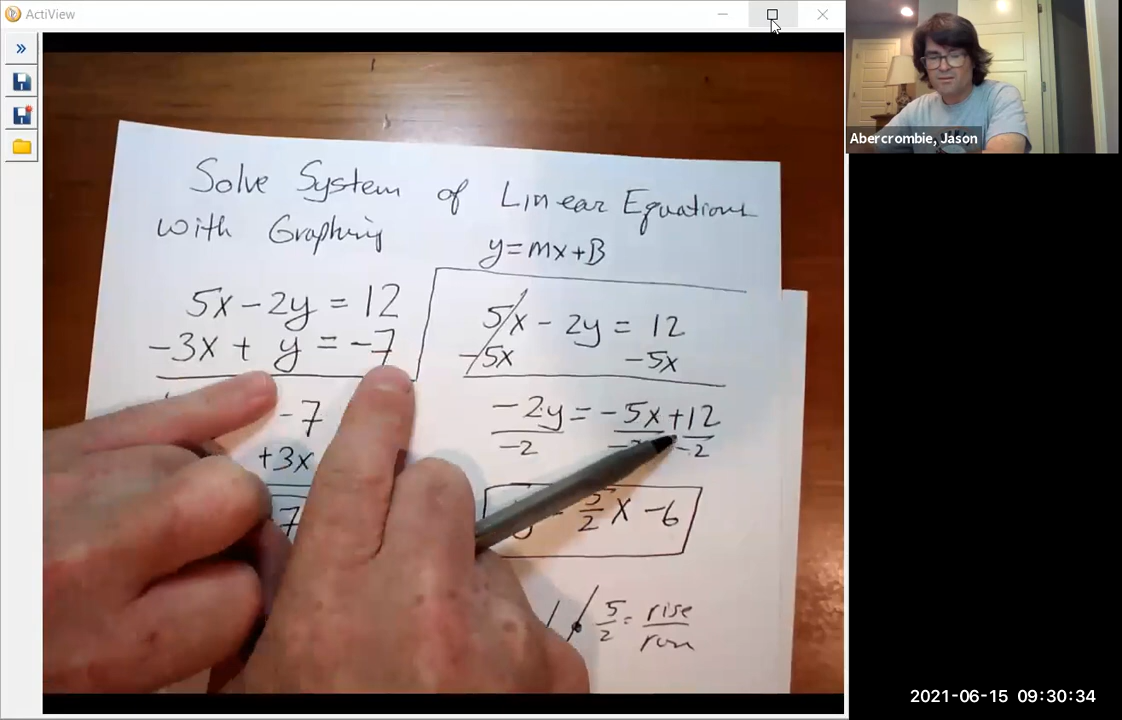 ActiView
»
Abercrombie, Jason
Solve System of Linear Equations
with Graphing
y=mx+B
5x-2y = 12
-3x + y = -7
-7
+3x
7
5x - 2y = 12
-5x -5x
-2y = -5x+12
-2 -2
5/2 x -6
5/2 = rise/run
2021-06-15 09:30:34